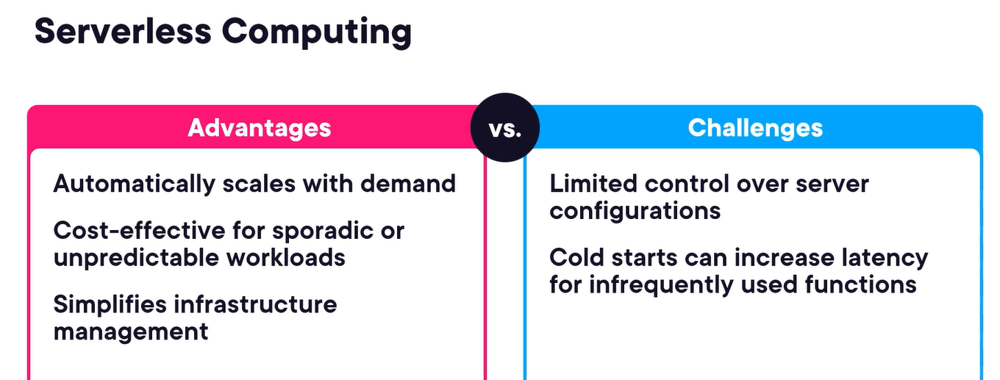 Serverless Computing
Advantages
vs.
Challenges
Automatically scales with demand
Cost-effective for sporadic or
unpredictable workloads
Simplifies infrastructure
management
Limited control over server
configurations
Cold starts can increase latency
for infrequently used functions